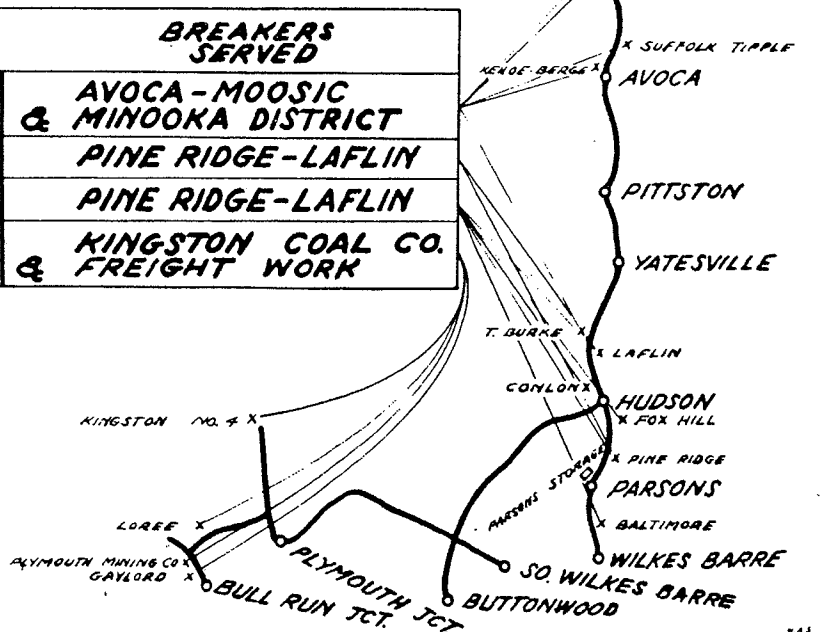 BREAKERS
SERVED
AVOCA-MOOSIC
& MINOOKA DISTRICT
PINE RIDGE-LAFLIN
PINE RIDGE-LAFLIN
KINGSTON COAL CO.
& FREIGHT WORK
SUFFOLK TIPPLE
KEHOE-BERGE
AVOCA
PITTSTON
YATESVILLE
T. BURKE
LAFLIN
CONLON
HUDSON
FOX HILL
KINGSTON NO. 4
PINE RIDGE
PARSONS STORAGE
PARSONS
LOREE
BALTIMORE
PLYMOUTH MINING CO
GAYLORD
PLYMOUTH JCT.
WILKES BARRE
SO. WILKES BARRE
BULL RUN JCT.
BUTTONWOOD